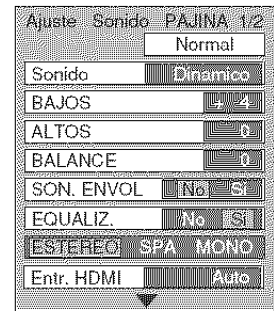 Ajuste Sonido PAJINA 1/2
Normal
Sonido Dinamico
BAJOS + 4
ALTOS 0
BALANCE 0
SON. ENVOL No Si
EQUALIZ. No Si
ESTEREO SPA MONO
Entr. HDMI Auto